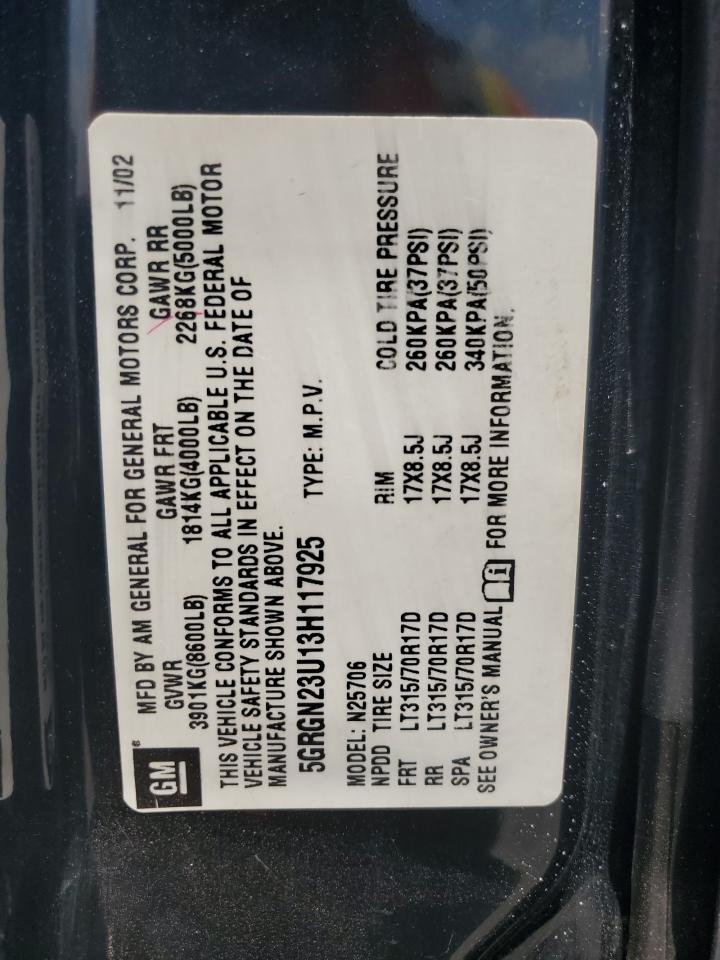 GM
MFD BY AM GENERAL FOR GENERAL MOTORS CORP. 11/02
GVWR GAWR FRT GAWR RR
3901KG(8600LB) 1814KG(4000LB) 2268KG(5000LB)
THIS VEHICLE CONFORMS TO ALL APPLICABLE U.S. FEDERAL MOTOR
VEHICLE SAFETY STANDARDS IN EFFECT ON THE DATE OF
MANUFACTURE SHOWN ABOVE.
5GRGN23U13H117925 TYPE: M.P.V.
MODEL: N25706
NPDD TIRE SIZE RIM COLD TIRE PRESSURE
FRT LT315/70R17D 17X8.5J 260KPA(37PSI)
RR LT315/70R17D 17X8.5J 260KPA(37PSI)
SPA LT315/70R17D 17X8.5J 340KPA(50PSI)
SEE OWNER'S MANUAL FOR MORE INFORMATION.